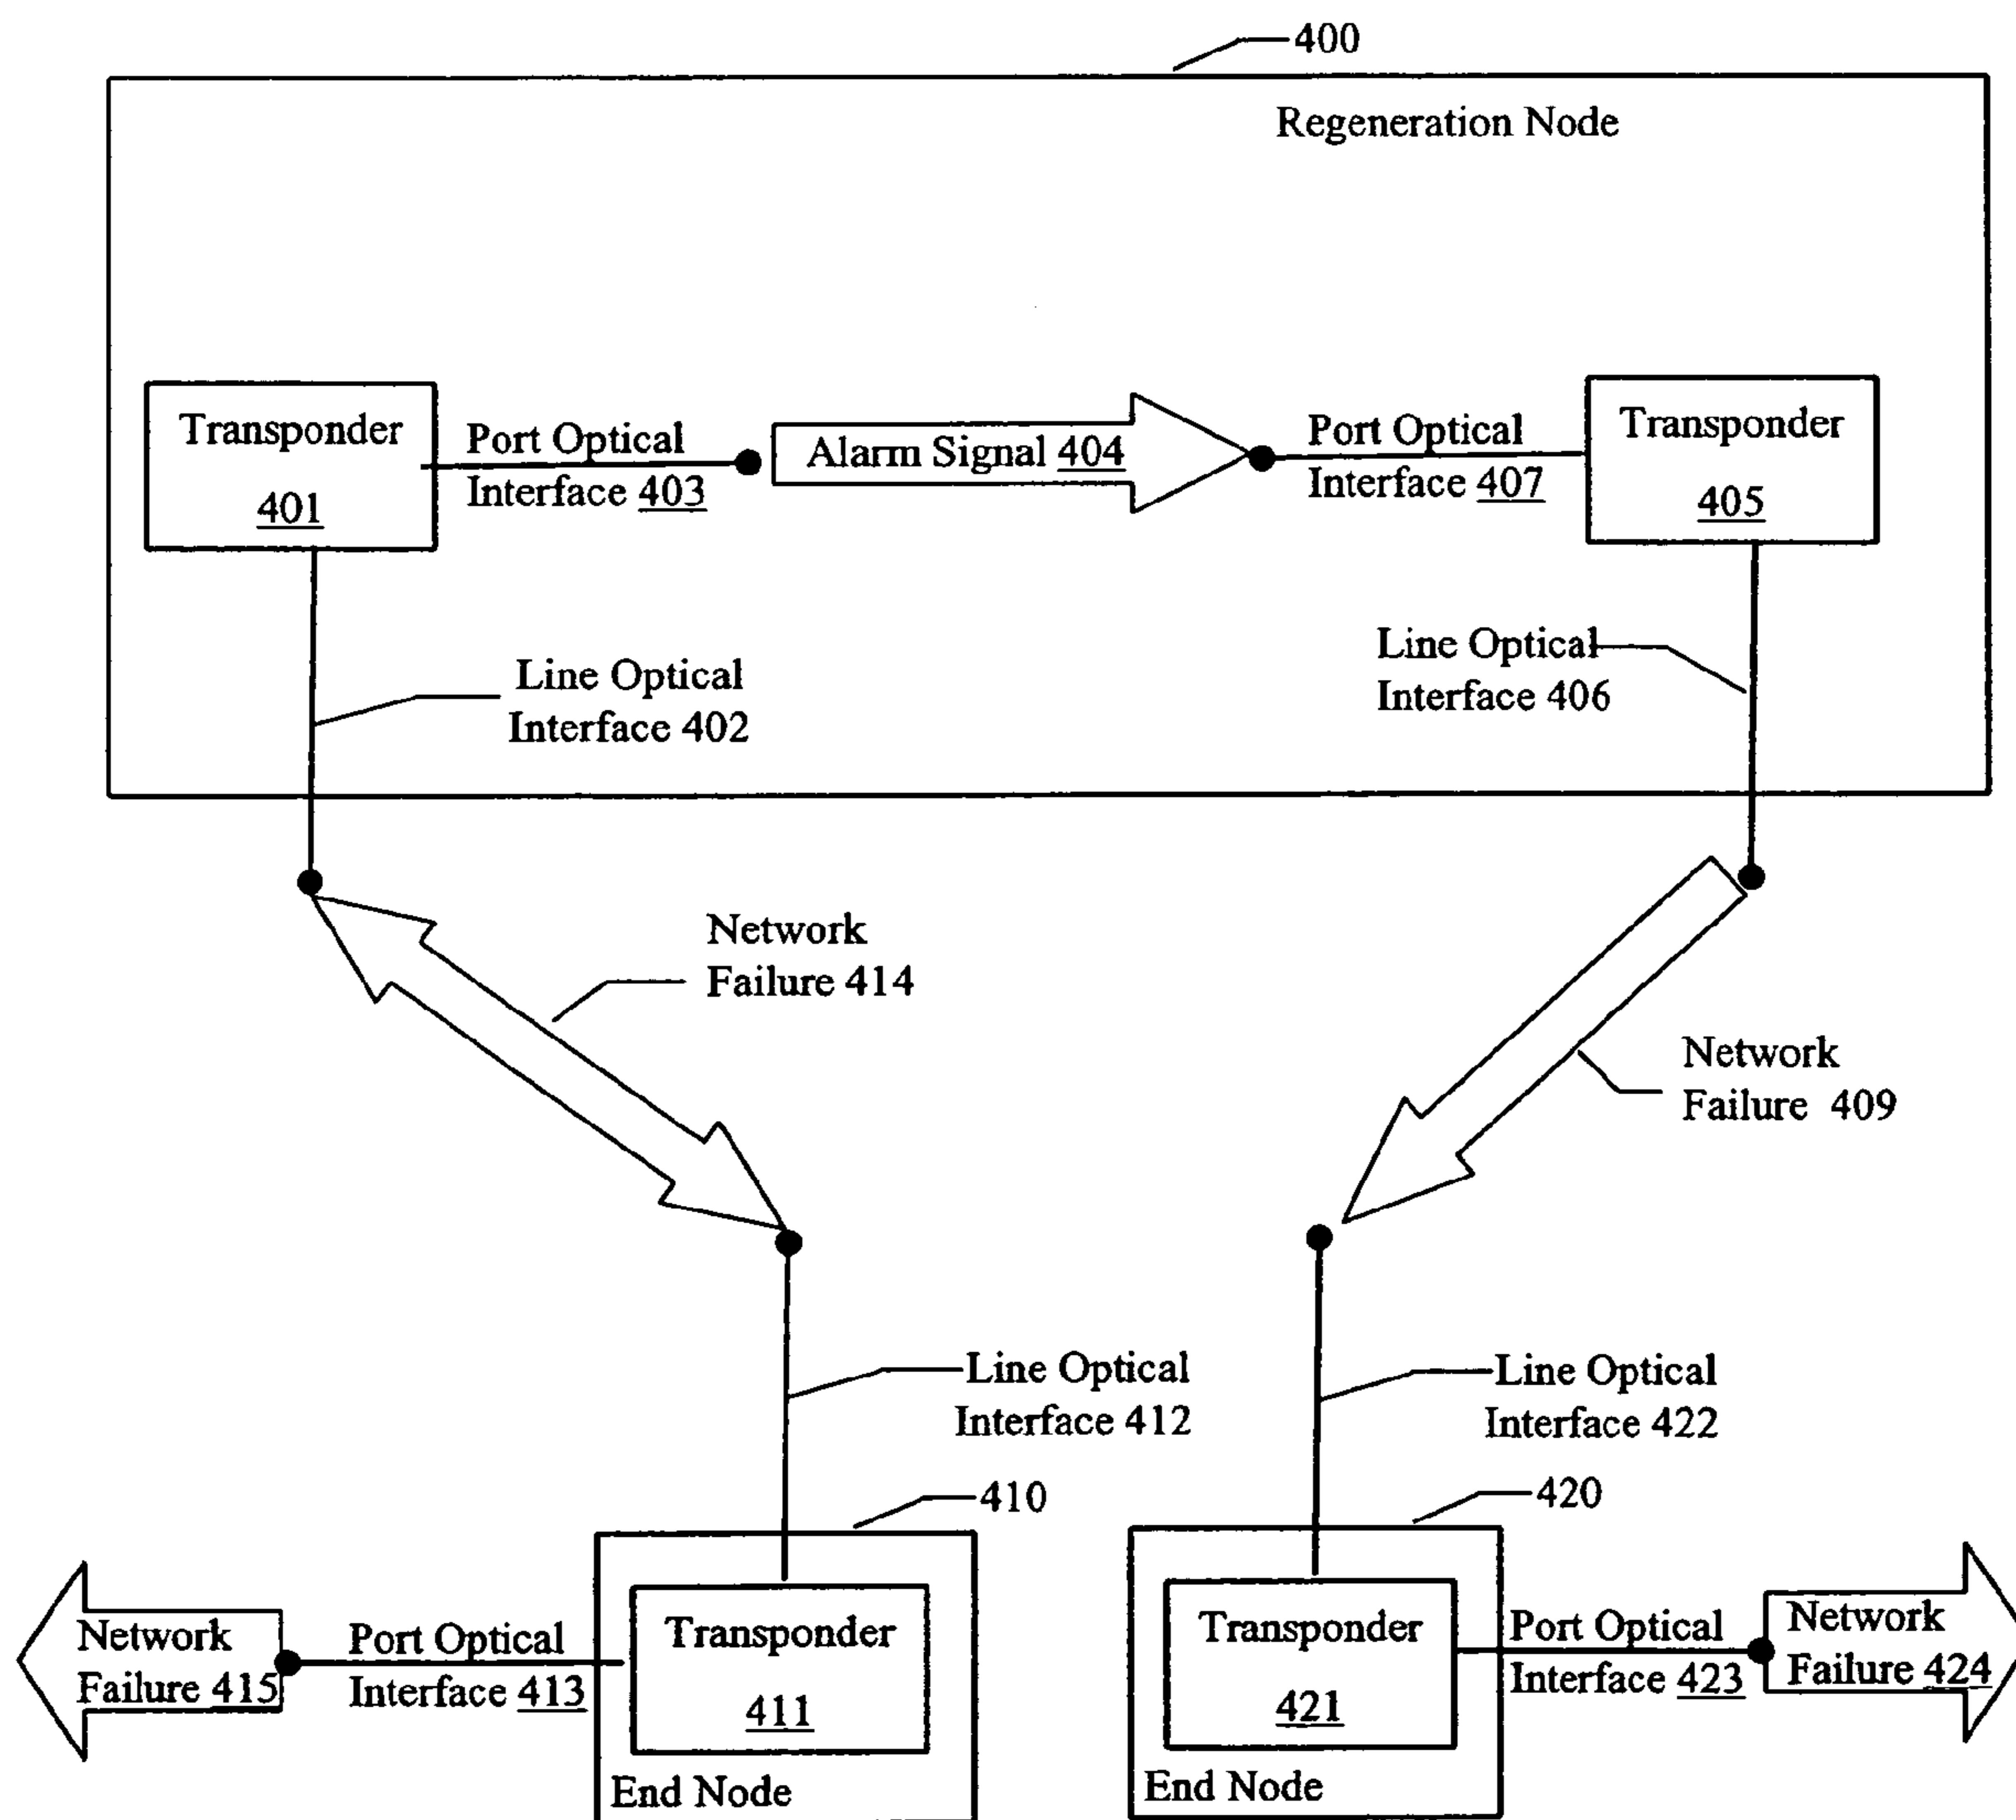 400
Regeneration Node
Transponder
401
Port Optical
Interface 403
Alarm Signal 404
Port Optical
Interface 407
Transponder
405
Line Optical
Interface 402
Line Optical
Interface 406
Network
Failure 414
Network
Failure 409
Line Optical
Interface 412
Line Optical
Interface 422
410
420
Network
Failure 415
Port Optical
Interface 413
Transponder
411
End Node
Transponder
421
End Node
Port Optical
Interface 423
Network
Failure 424